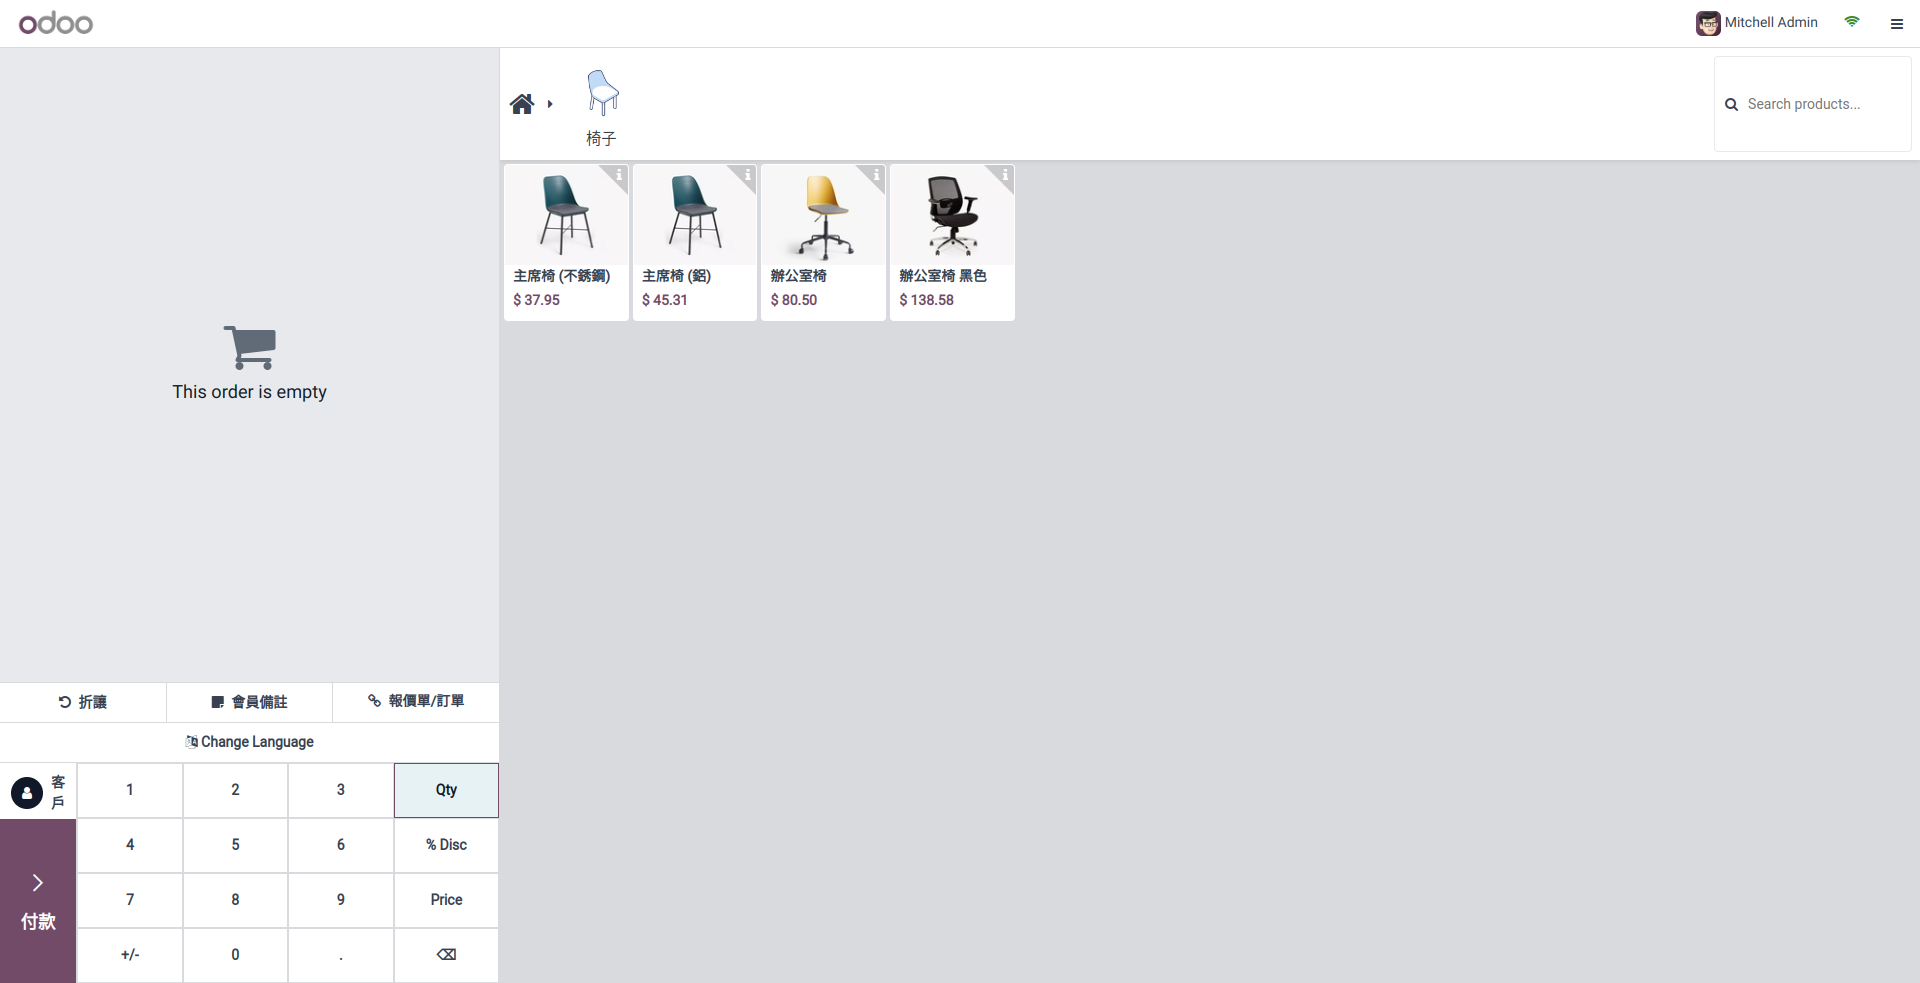 odoo
Mitchell Admin
椅子
Search products...
主席椅 (不銹鋼)
$ 37.95
主席椅 (鋁)
$ 45.31
辦公室椅
$ 80.50
辦公室椅 黑色
$ 138.58
This order is empty
折讓
會員備註
報價單/訂單
Change Language
客
戶
1 2 3 Qty
4 5 6 % Disc
7 8 9 Price
+/- 0 . ⌫
付款